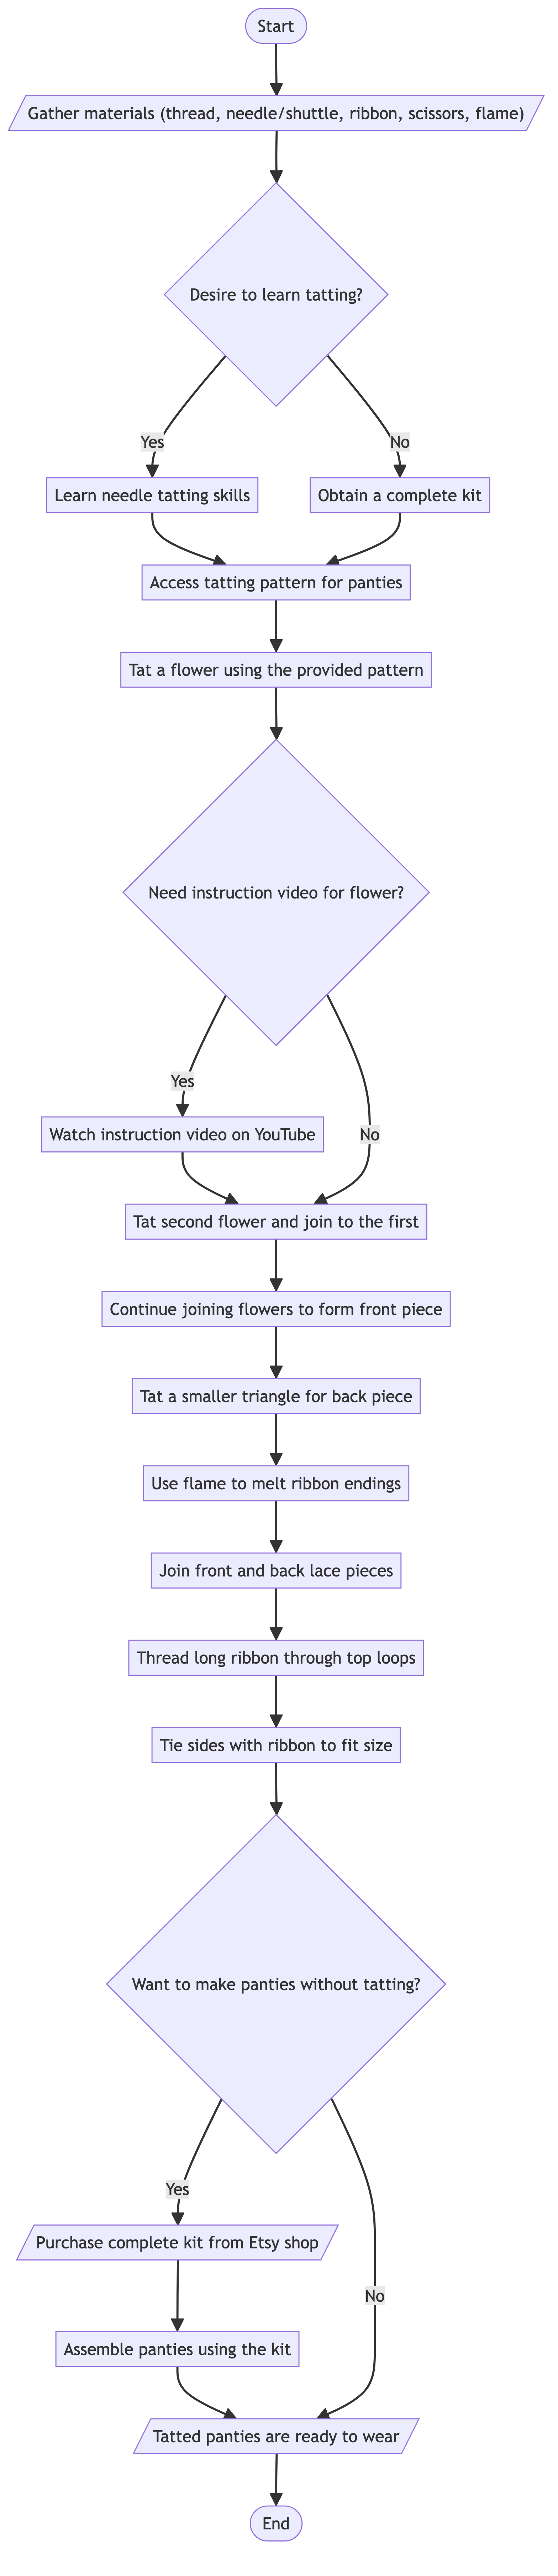 Start
Gather materials (thread, needle/shuttle, ribbon, scissors, flame)
Desire to learn tatting?
Yes
No
Learn needle tatting skills
Obtain a complete kit
Access tatting pattern for panties
Tat a flower using the provided pattern
Need instruction video for flower?
Yes
Watch instruction video on YouTube
No
Tat second flower and join to the first
Continue joining flowers to form front piece
Tat a smaller triangle for back piece
Use flame to melt ribbon endings
Join front and back lace pieces
Thread long ribbon through top loops
Tie sides with ribbon to fit size
Want to make panties without tatting?
Yes
Purchase complete kit from Etsy shop
No
Assemble panties using the kit
Tatted panties are ready to wear
End